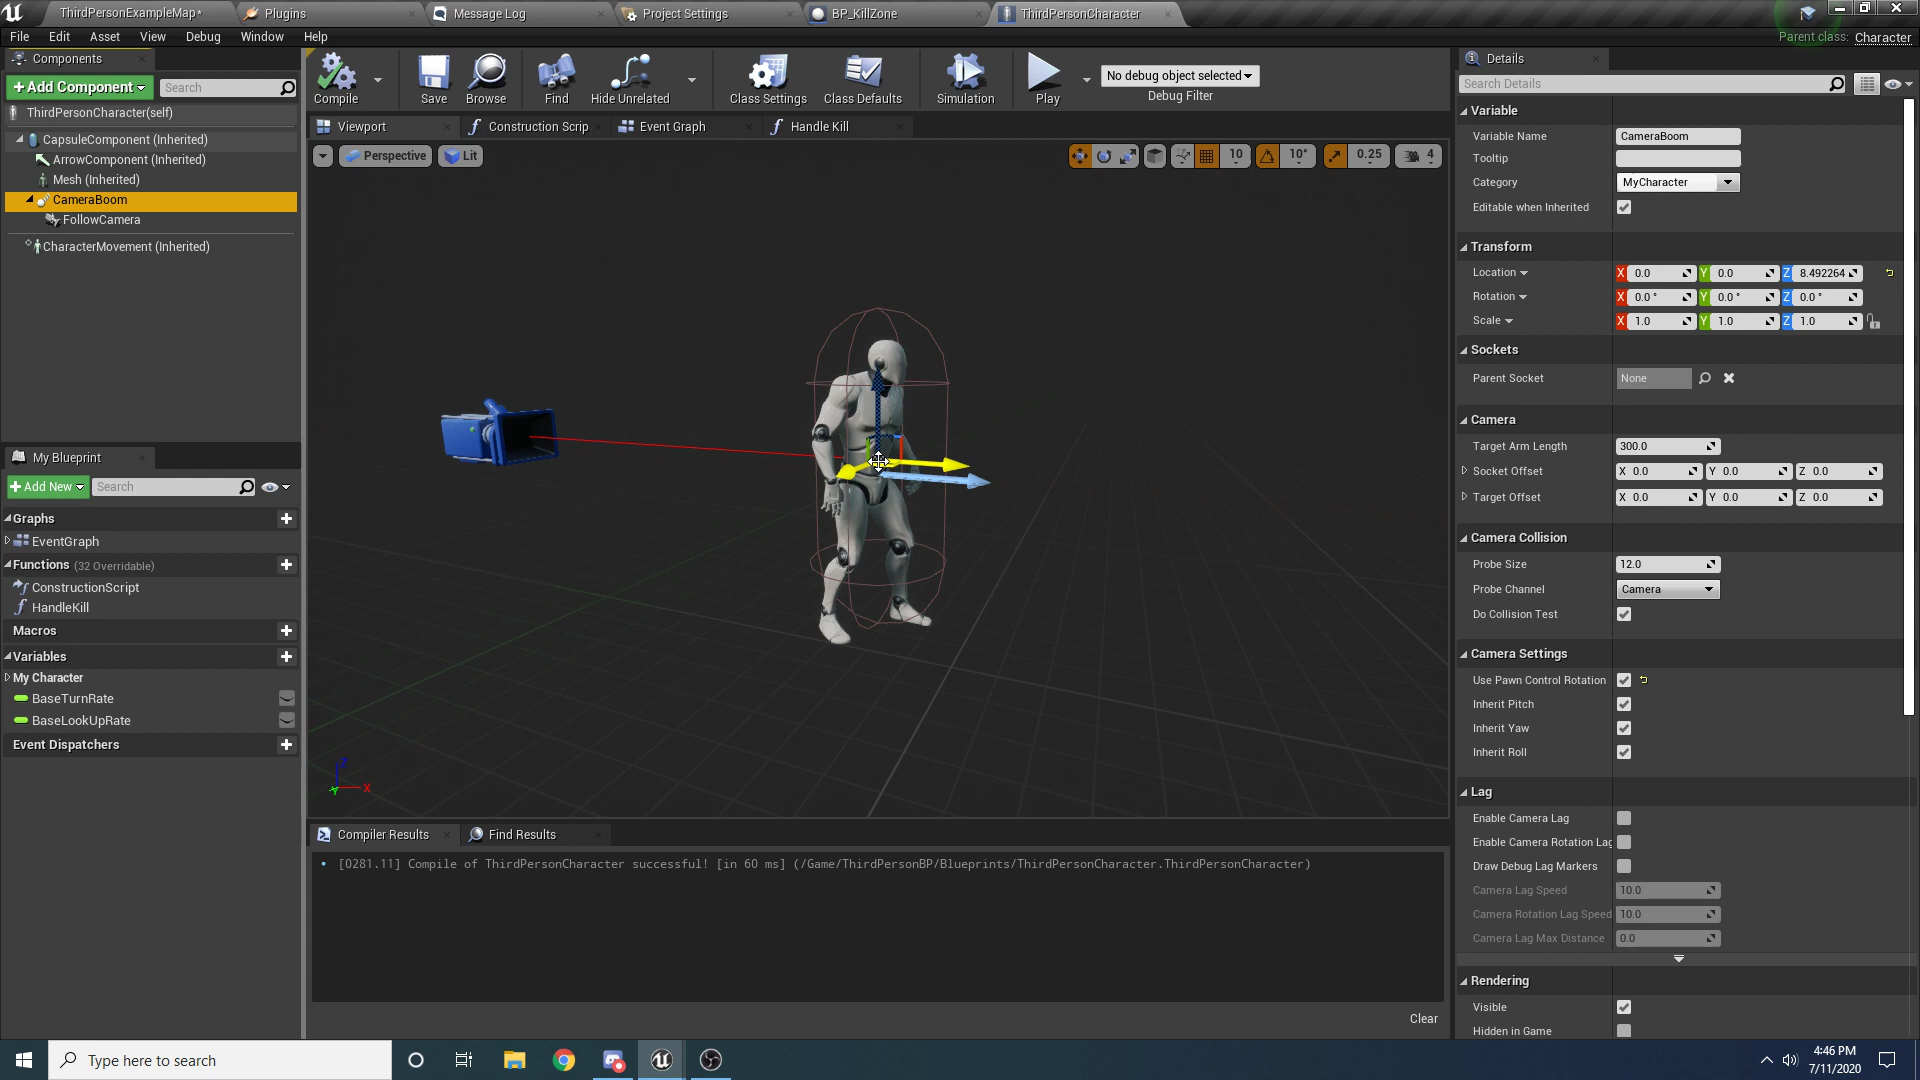 ThirdPersonExampleMap*
Plugins
Message Log
Project Settings
BP_KillZone
ThirdPersonCharacter
File Edit Asset View Debug Window Help
Parent class: Character
Components
+Add Component
Search
ThirdPersonCharacter(self)
CapsuleComponent (Inherited)
ArrowComponent (Inherited)
Mesh (Inherited)
CameraBoom
FollowCamera
CharacterMovement (Inherited)
Compile
Save
Browse
Find
Hide Unrelated
Class Settings
Class Defaults
Simulation
Play
No debug object selected
Debug Filter
Viewport
Construction Scrip
Event Graph
Handle Kill
Perspective
Lit
10
10°
0.25
4
Z
X
Y
My Blueprint
+Add New
Search
Graphs
EventGraph
Functions (32 Overridable)
ConstructionScript
HandleKill
Macros
Variables
My Character
BaseTurnRate
BaseLookUpRate
Event Dispatchers
Compiler Results
Find Results
[0281.11] Compile of ThirdPersonCharacter successful! [in 60 ms] (/Game/ThirdPersonBP/Blueprints/ThirdPersonCharacter.ThirdPersonCharacter)
Clear
Details
Search Details
Variable
Variable Name CameraBoom
Tooltip
Category MyCharacter
Editable when Inherited
Transform
Location X 0.0 Y 0.0 Z 8.492264
Rotation X 0.0 ° Y 0.0 ° Z 0.0 °
Scale X 1.0 Y 1.0 Z 1.0
Sockets
Parent Socket None
Camera
Target Arm Length 300.0
Socket Offset X 0.0 Y 0.0 Z 0.0
Target Offset X 0.0 Y 0.0 Z 0.0
Camera Collision
Probe Size 12.0
Probe Channel Camera
Do Collision Test
Camera Settings
Use Pawn Control Rotation
Inherit Pitch
Inherit Yaw
Inherit Roll
Lag
Enable Camera Lag
Enable Camera Rotation Lag
Draw Debug Lag Markers
Camera Lag Speed 10.0
Camera Rotation Lag Speed 10.0
Camera Lag Max Distance 0.0
Rendering
Visible
Hidden in Game
Type here to search
4:46 PM
7/11/2020